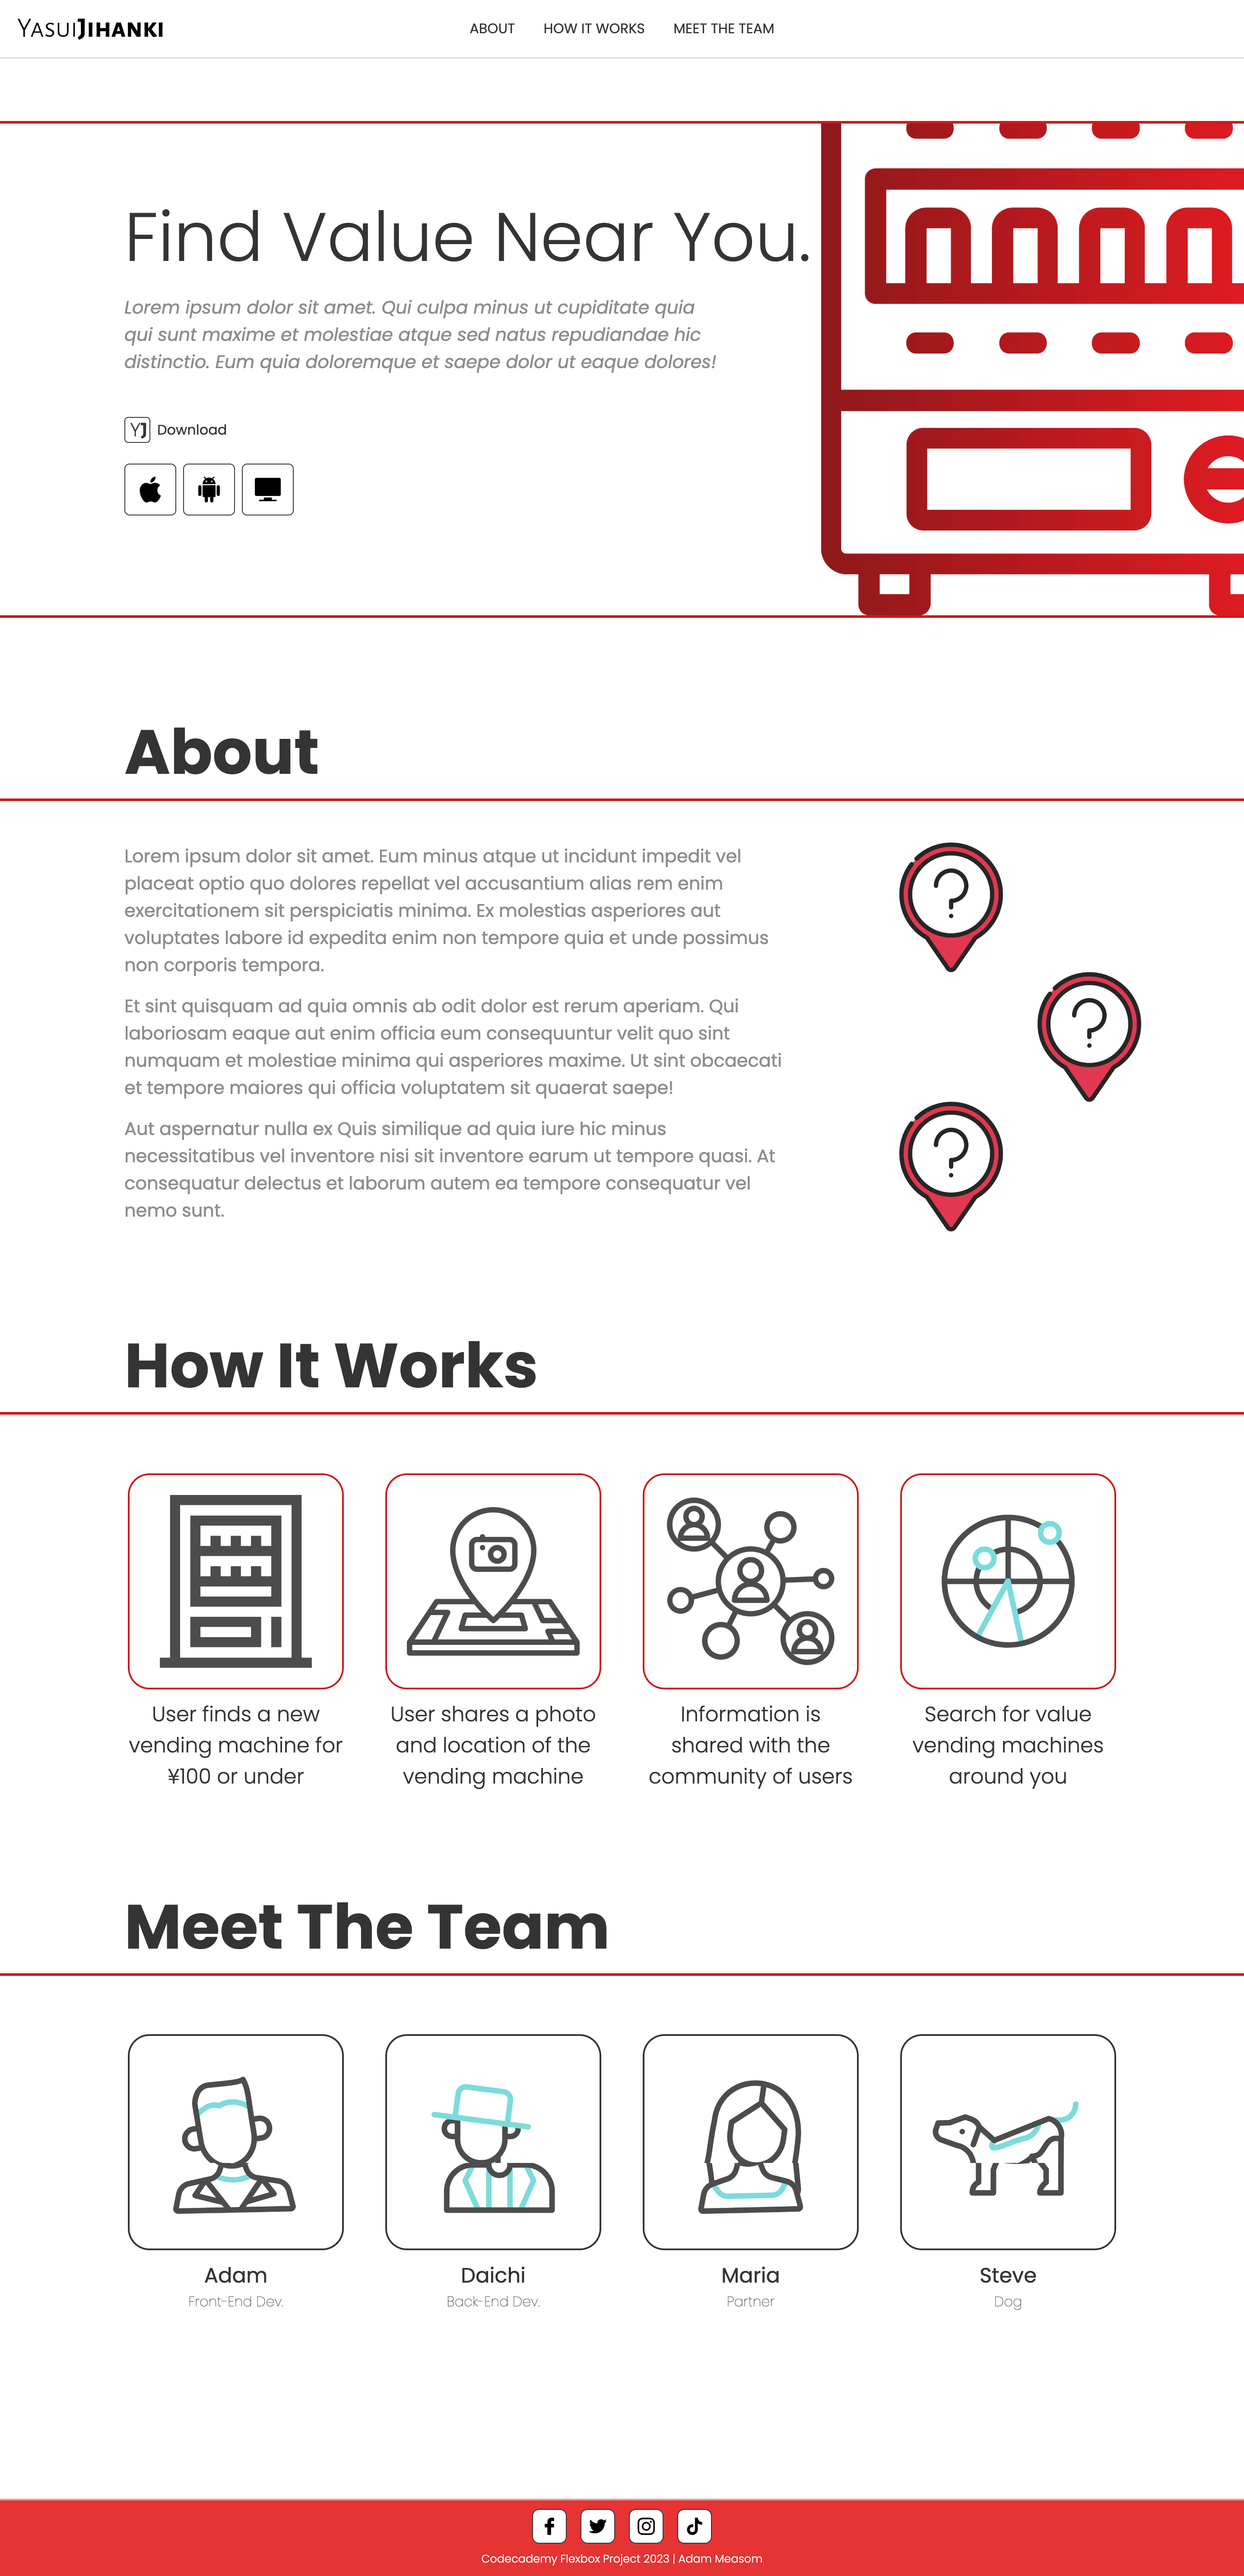 YASUIJIHANKI
ABOUT HOW IT WORKS MEET THE TEAM
Find Value Near You.
Lorem ipsum dolor sit amet. Qui culpa minus ut cupiditate quia
qui sunt maxime et molestiae atque sed natus repudiandae hic
distinctio. Eum quia doloremque et saepe dolor ut eaque dolores!
YJ Download
About
Lorem ipsum dolor sit amet. Eum minus atque ut incidunt impedit vel
placeat optio quo dolores repellat vel accusantium alias rem enim
exercitationem sit perspiciatis minima. Ex molestias asperiores aut
voluptates labore id expedita enim non tempore quia et unde possimus
non corporis tempora.
Et sint quisquam ad quia omnis ab odit dolor est rerum aperiam. Qui
laboriosam eaque aut enim officia eum consequuntur velit quo sint
numquam et molestiae minima qui asperiores maxime. Ut sint obcaecati
et tempore maiores qui officia voluptatem sit quaerat saepe!
Aut aspernatur nulla ex Quis similique ad quia iure hic minus
necessitatibus vel inventore nisi sit inventore earum ut tempore quasi. At
consequatur delectus et laborum autem ea tempore consequatur vel
nemo sunt.
?
?
?
How It Works
User finds a new
vending machine for
¥100 or under
User shares a photo
and location of the
vending machine
Information is
shared with the
community of users
Search for value
vending machines
around you
Meet The Team
Adam
Front-End Dev.
Daichi
Back-End Dev.
Maria
Partner
Steve
Dog
Codecademy Flexbox Project 2023 | Adam Measom